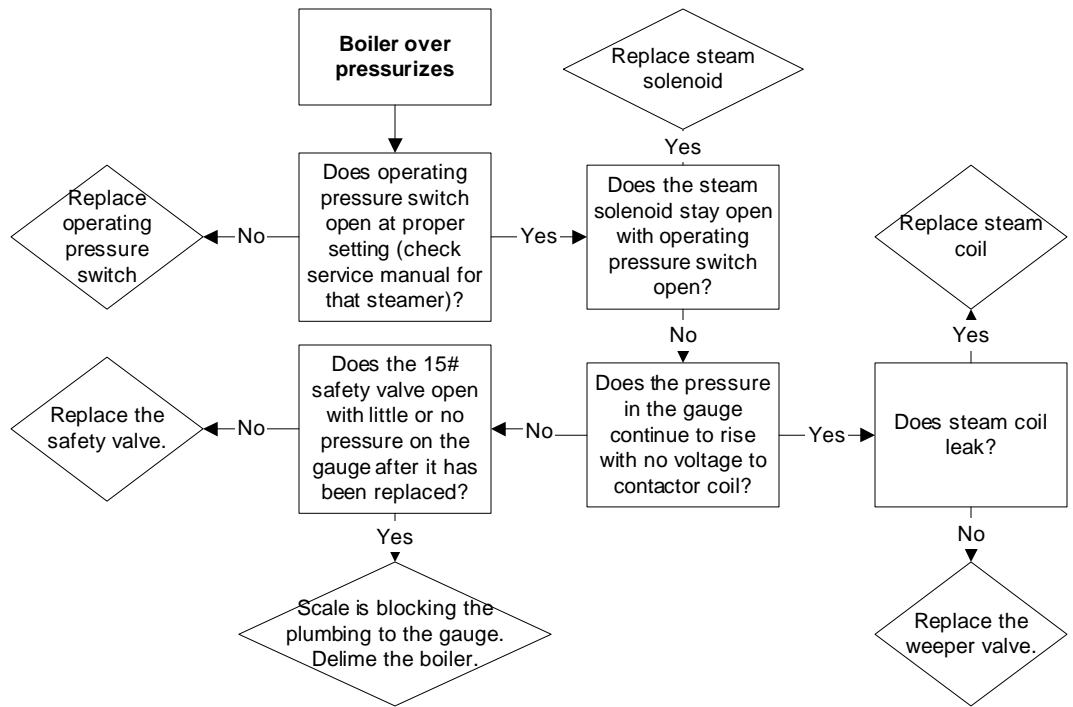 Boiler over
pressurizes
Replace steam
solenoid
Yes
Replace
operating
pressure
switch
No
Does operating
pressure switch
open at proper
setting (check
service manual for
that steamer)?
Yes
Does the steam
solenoid stay open
with operating
pressure switch
open?
Replace steam
coil
No
Yes
Replace the
safety valve.
No
Does the 15#
safety valve open
with little or no
pressure on the
gauge after it has
been replaced?
No
Does the pressure
in the gauge
continue to rise
with no voltage to
contactor coil?
Yes
Does steam coil
leak?
Yes
No
Scale is blocking the
plumbing to the gauge.
Delime the boiler.
Replace the
weeper valve.